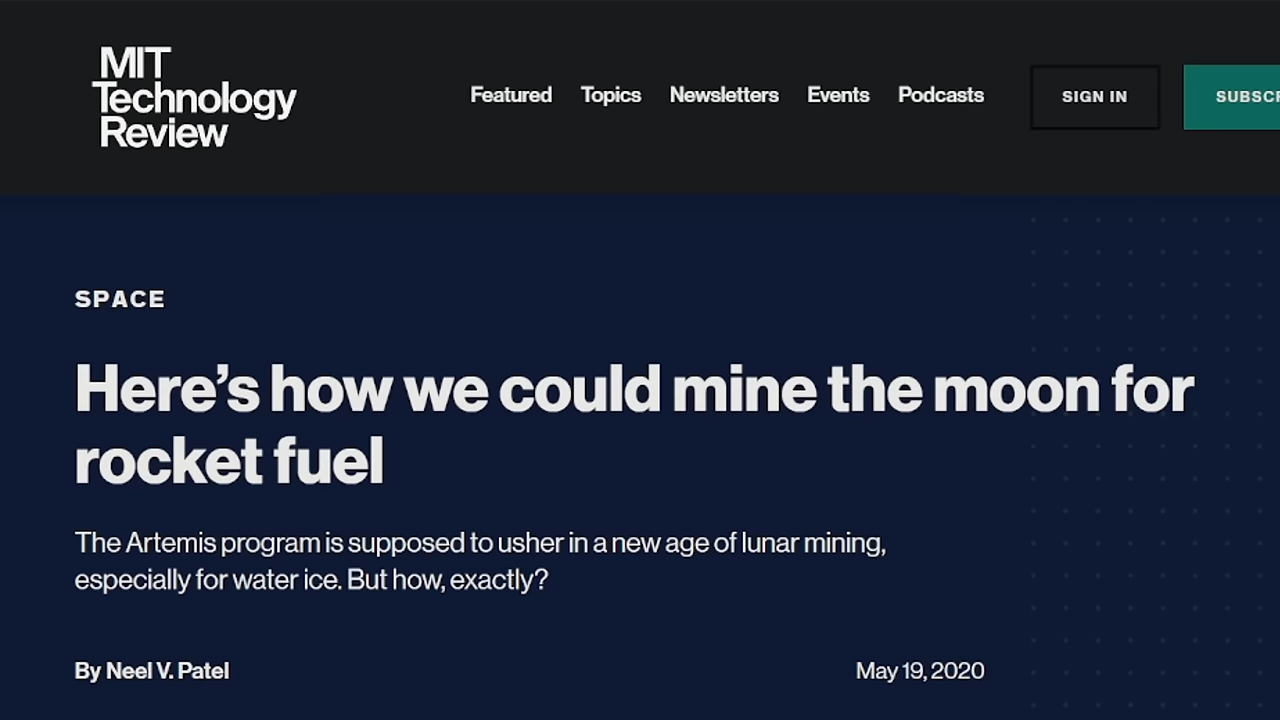 MIT
Technology
Review
Featured Topics Newsletters Events Podcasts SIGN IN
SPACE
Here’s how we could mine the moon for
rocket fuel
The Artemis program is supposed to usher in a new age of lunar mining,
especially for water ice. But how, exactly?
By Neel V. Patel May 19, 2020